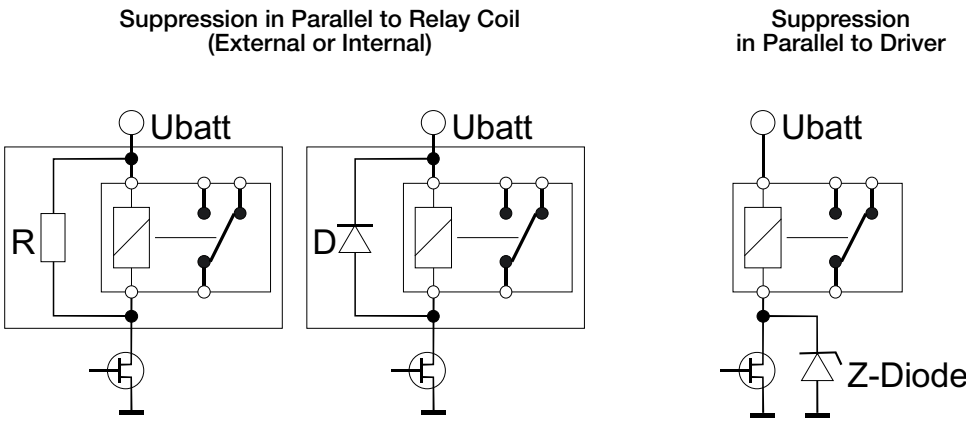 Suppression in Parallel to Relay Coil
(External or Internal)
Suppression
in Parallel to Driver
Ubatt
Ubatt
Ubatt
R
D
Z-Diode